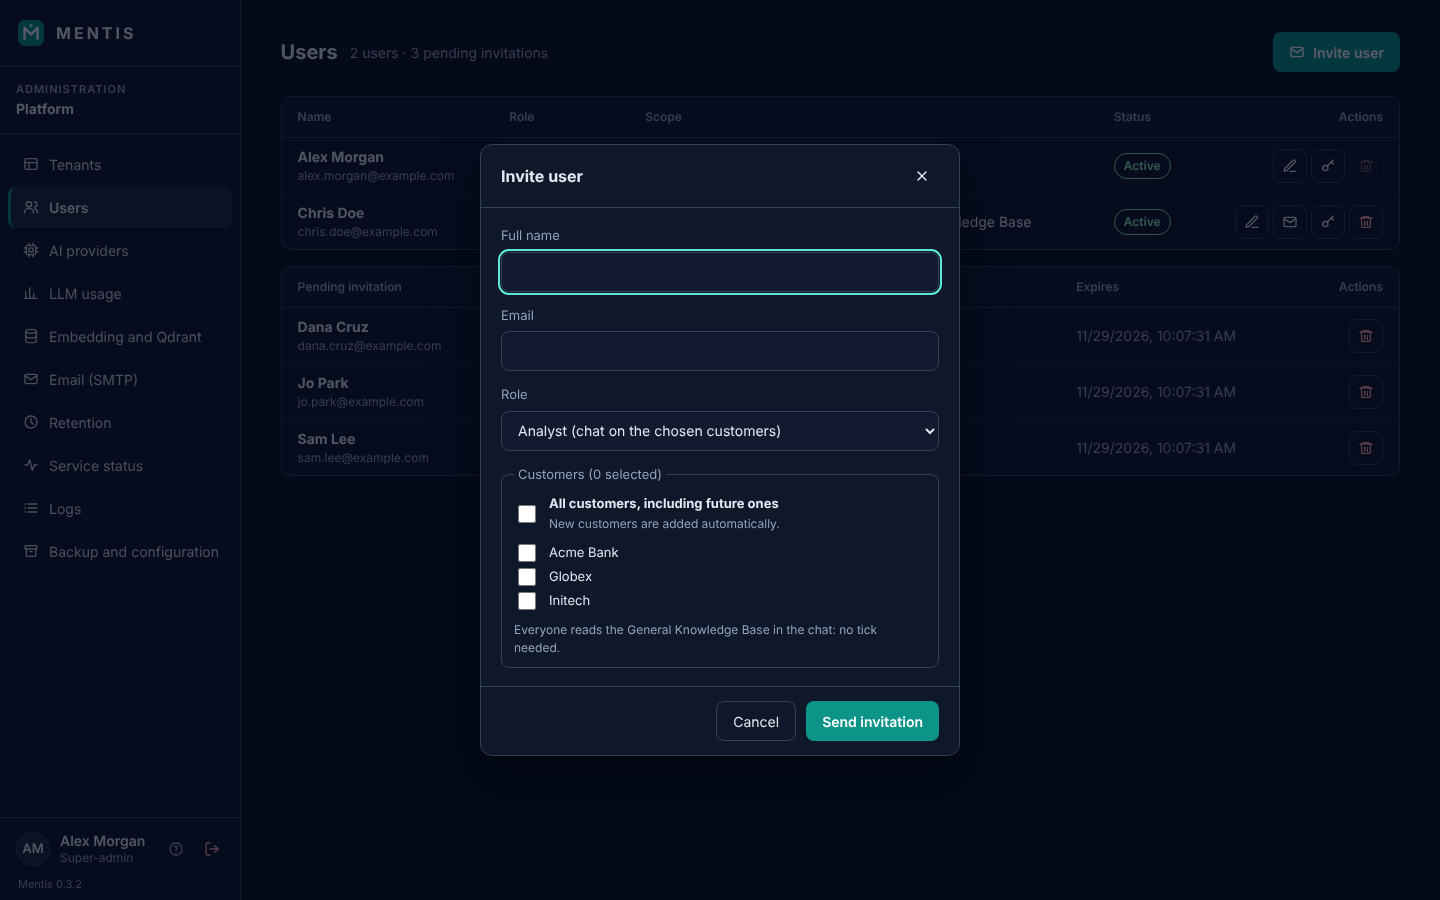 MENTIS
ADMINISTRATION
Platform
Tenants
Users
AI providers
LLM usage
Embedding and Qdrant
Email (SMTP)
Retention
Service status
Logs
Backup and configuration
AM
Alex Morgan
Super-admin
Mentis 0.3.2
Users 2 users · 3 pending invitations
Invite user
Name Role Scope Status Actions
Alex Morgan
alex.morgan@example.com
Active
Chris Doe
chris.doe@example.com
Base
Active
Pending invitation Expires Actions
Dana Cruz
dana.cruz@example.com
11/29/2026, 10:07:31 AM
Jo Park
jo.park@example.com
11/29/2026, 10:07:31 AM
Sam Lee
sam.lee@example.com
11/29/2026, 10:07:31 AM
Invite user
Full name
Email
Role
Analyst (chat on the chosen customers)
Customers (0 selected)
All customers, including future ones
New customers are added automatically.
Acme Bank
Globex
Initech
Everyone reads the General Knowledge Base in the chat: no tick
needed.
Cancel
Send invitation